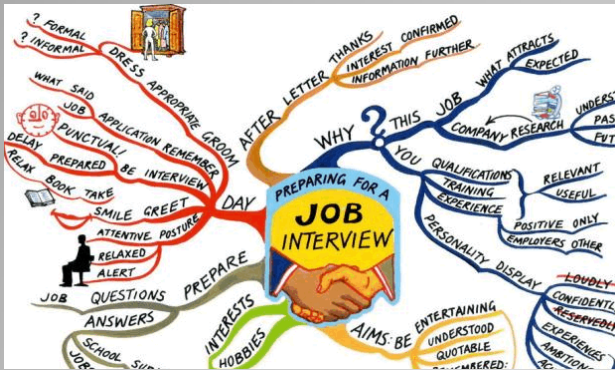 PREPARING FOR A
JOB
INTERVIEW
WHY ? THIS JOB
WHAT ATTRACTS
EXPECTED
COMPANY RESEARCH
YOU
QUALIFICATIONS
TRAINING
EXPERIENCE
RELEVANT
USEFUL
POSITIVE ONLY
EMPLOYERS OTHER
PERSONALITY DISPLAY
LOUDLY
RESERVEDLY
EXPERIENCES
AIMS: BE
ENTERTAINING
UNDERSTOOD
QUOTABLE
INTERESTS
HOBBIES
PREPARE
JOB QUESTIONS
ANSWERS
SCHOOL
DAY
DRESS APPROPRIATE GROOM
? FORMAL
? INFORMAL
APPLICATION REMEMBER
WHAT SAID
JOB
BE INTERVIEW
PUNCTUAL!
PREPARED
DELAY
RELAX
BOOK TAKE
SMILE GREET
ATTENTIVE POSTURE
RELAXED
ALERT
AFTER LETTER
THANKS
INTEREST CONFIRMED
INFORMATION FURTHER